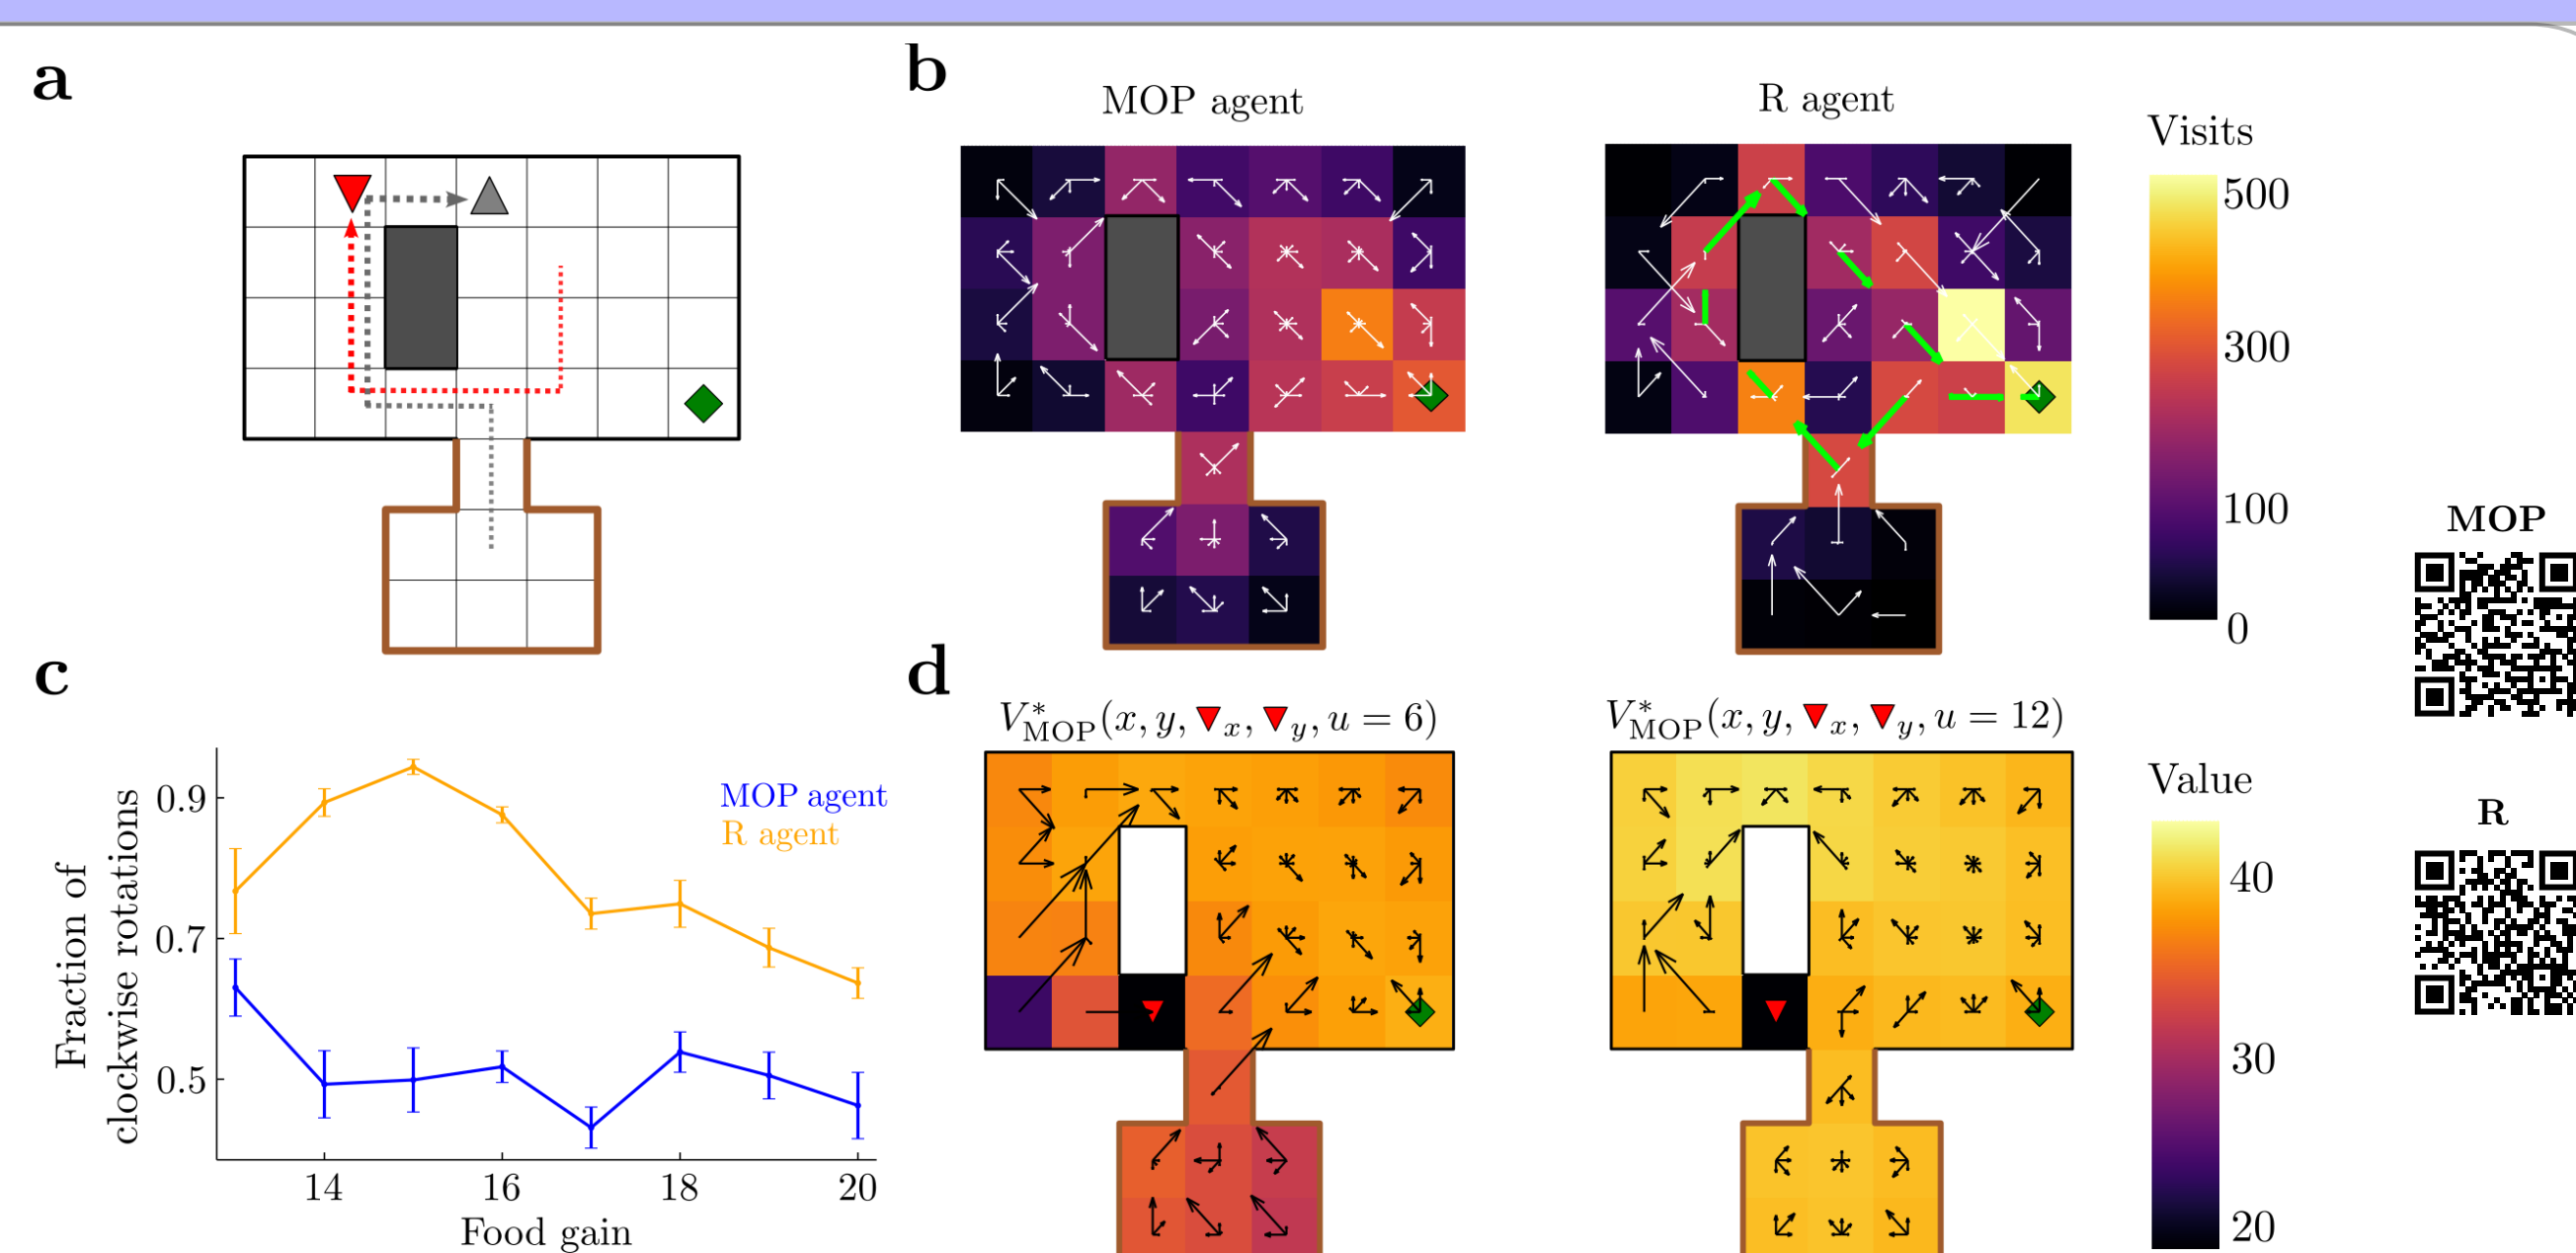 a
b
MOP agent
R agent
Visits
500
300
100
0
MOP
c
Fraction of
clockwise rotations
0.9
0.7
0.5
MOP agent
R agent
14
16
18
20
Food gain
d
V*MOP(x, y, ▼x, ▼y, u = 6)
V*MOP(x, y, ▼x, ▼y, u = 12)
Value
40
30
20
R